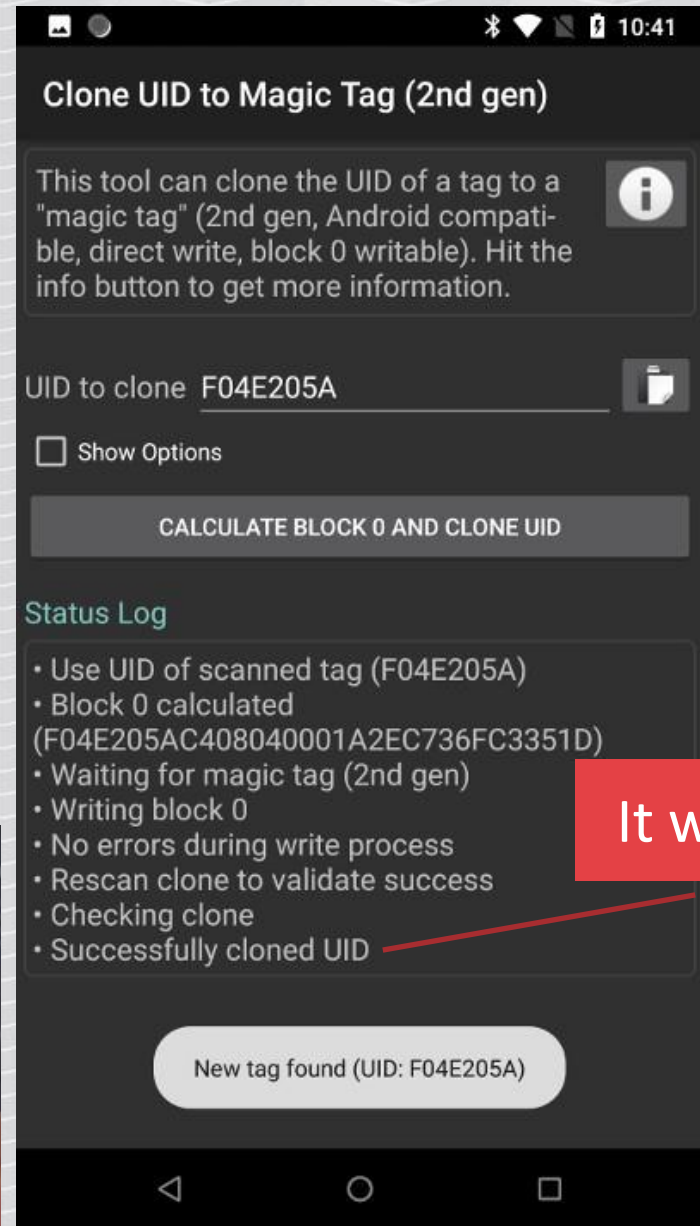 10:41
Clone UID to Magic Tag (2nd gen)
This tool can clone the UID of a tag to a
"magic tag" (2nd gen, Android compati-
ble, direct write, block 0 writable). Hit the
info button to get more information.
UID to clone F04E205A
Show Options
CALCULATE BLOCK 0 AND CLONE UID
Status Log
• Use UID of scanned tag (F04E205A)
• Block 0 calculated
(F04E205AC408040001A2EC736FC3351D)
• Waiting for magic tag (2nd gen)
• Writing block 0
• No errors during write process
• Rescan clone to validate success
• Checking clone
• Successfully cloned UID
It
New tag found (UID: F04E205A)